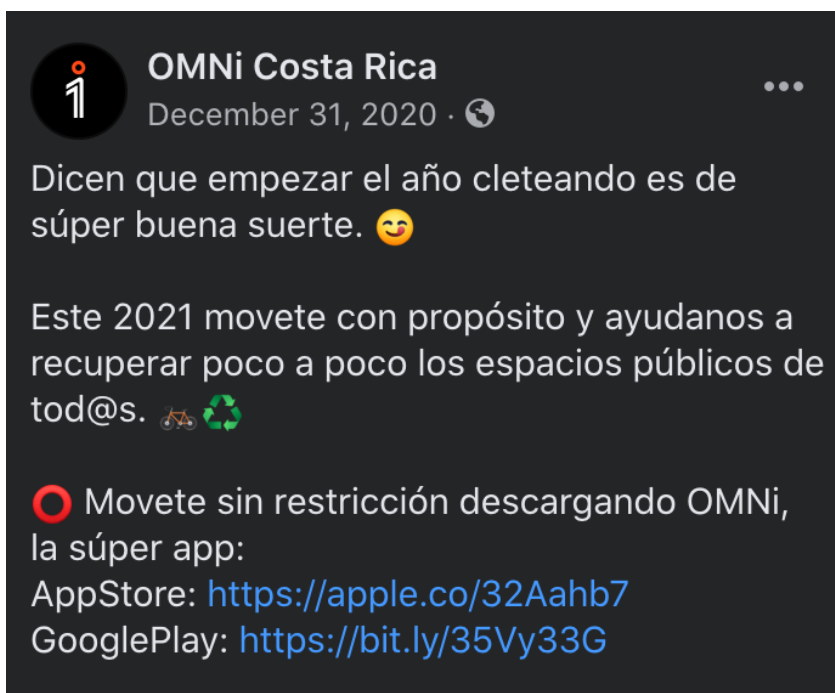 OMNi Costa Rica
December 31, 2020 ·
Dicen que empezar el año cleteando es de
súper buena suerte. 😋
Este 2021 movete con propósito y ayudanos a
recuperar poco a poco los espacios públicos de
tod@s. 🚲♻️
⭕ Movete sin restricción descargando OMNi,
la súper app:
AppStore: https://apple.co/32Aahb7
GooglePlay: https://bit.ly/35Vy33G